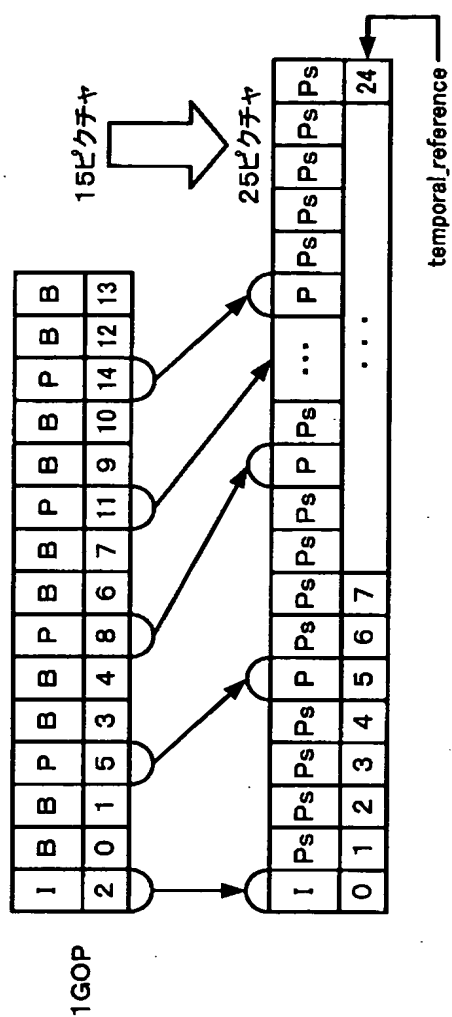 1GOP
I B B P B B P B B P B B P B B
2 0 1 5 3 4 8 6 7 11 9 10 14 12 13
15ピクチャ
25ピクチャ
I Ps Ps Ps Ps P Ps Ps Ps Ps P Ps ... P Ps Ps Ps Ps Ps
0 1 2 3 4 5 6 7 ... 24
temporal_reference